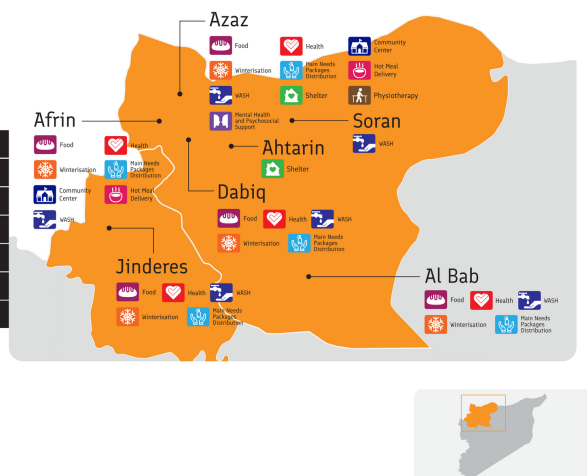 Azaz
Food
Health
Community
Center
Winterisation
Main Needs
Packages
Distribution
Hot Meal
Delivery
WASH
Shelter
Physiotherapy
Mental Health
and Psychosocial
Support
Afrin
Food
Health
Winterisation
Main Needs
Packages
Distribution
Community
Center
Hot Meal
Delivery
WASH
Soran
WASH
Ahtarin
Shelter
Dabiq
Food
Health
WASH
Winterisation
Main Needs
Packages
Distribution
Jinderes
Food
Health
WASH
Winterisation
Main Needs
Packages
Distribution
Al Bab
Food
Health
WASH
Winterisation
Main Needs
Packages
Distribution